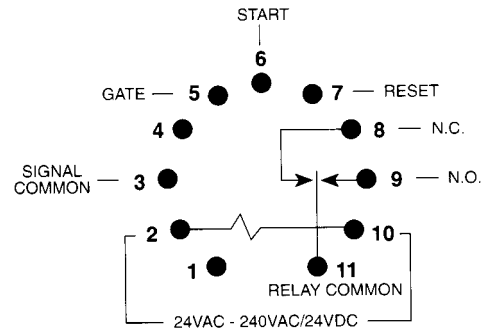 START
6
GATE 5 7 RESET
4 8 N.C.
SIGNAL
COMMON 3 9 N.O.
2 10
1 11
RELAY COMMON
24VAC - 240VAC/24VDC